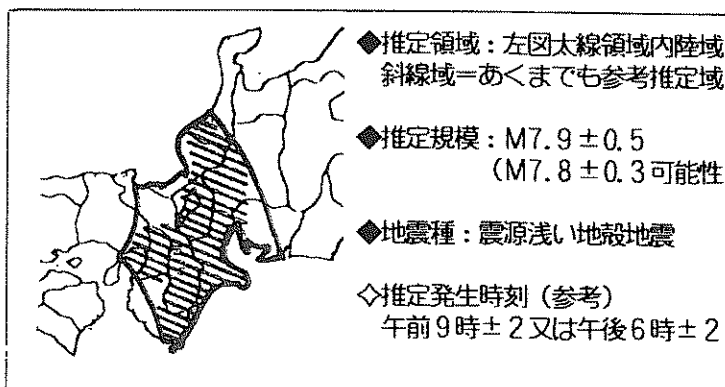 ◆推定領域：左図太線領域内陸域
斜線域＝あくまでも参考推定域
◆推定規模：M7.9±0.5
（M7.8±0.3可能性
◆地震種：震源浅い地殻地震
◇推定発生時刻（参考）
午前9時±2又は午後6時±2